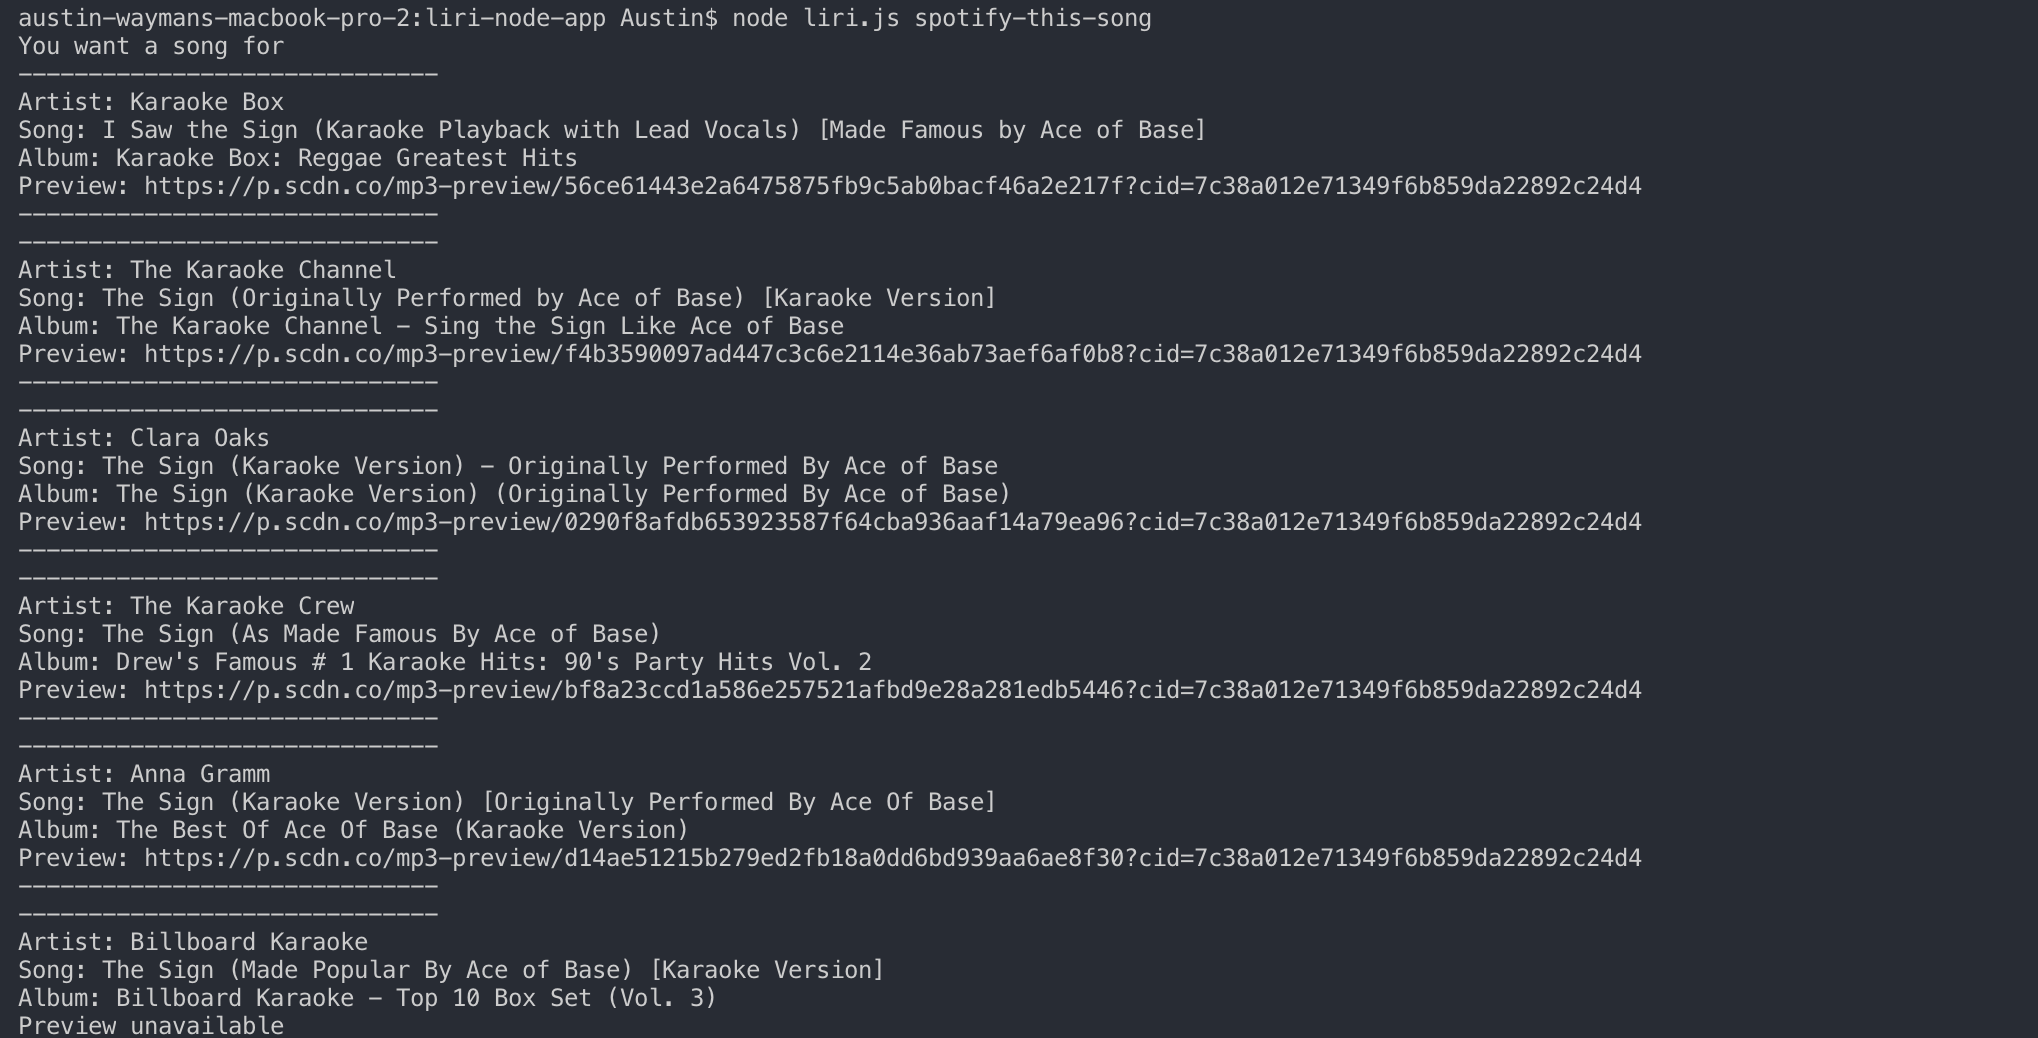 austin-waymans-macbook-pro-2:liri-node-app Austin$ node liri.js spotify-this-song
You want a song for
------------------------------
Artist: Karaoke Box
Song: I Saw the Sign (Karaoke Playback with Lead Vocals) [Made Famous by Ace of Base]
Album: Karaoke Box: Reggae Greatest Hits
Preview: https://p.scdn.co/mp3-preview/56ce61443e2a6475875fb9c5ab0bacf46a2e217f?cid=7c38a012e71349f6b859da22892c24d4
------------------------------
------------------------------
Artist: The Karaoke Channel
Song: The Sign (Originally Performed by Ace of Base) [Karaoke Version]
Album: The Karaoke Channel - Sing the Sign Like Ace of Base
Preview: https://p.scdn.co/mp3-preview/f4b3590097ad447c3c6e2114e36ab73aef6af0b8?cid=7c38a012e71349f6b859da22892c24d4
------------------------------
------------------------------
Artist: Clara Oaks
Song: The Sign (Karaoke Version) - Originally Performed By Ace of Base
Album: The Sign (Karaoke Version) (Originally Performed By Ace of Base)
Preview: https://p.scdn.co/mp3-preview/0290f8afdb653923587f64cba936aaf14a79ea96?cid=7c38a012e71349f6b859da22892c24d4
------------------------------
------------------------------
Artist: The Karaoke Crew
Song: The Sign (As Made Famous By Ace of Base)
Album: Drew's Famous # 1 Karaoke Hits: 90's Party Hits Vol. 2
Preview: https://p.scdn.co/mp3-preview/bf8a23ccd1a586e257521afbd9e28a281edb5446?cid=7c38a012e71349f6b859da22892c24d4
------------------------------
------------------------------
Artist: Anna Gramm
Song: The Sign (Karaoke Version) [Originally Performed By Ace Of Base]
Album: The Best Of Ace Of Base (Karaoke Version)
Preview: https://p.scdn.co/mp3-preview/d14ae51215b279ed2fb18a0dd6bd939aa6ae8f30?cid=7c38a012e71349f6b859da22892c24d4
------------------------------
------------------------------
Artist: Billboard Karaoke
Song: The Sign (Made Popular By Ace of Base) [Karaoke Version]
Album: Billboard Karaoke - Top 10 Box Set (Vol. 3)
Preview unavailable